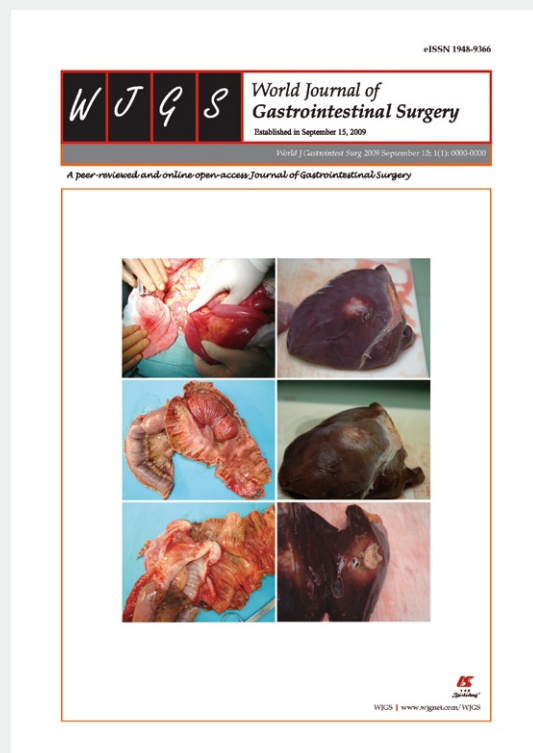 eISSN 1948-9366
W J G S
World Journal of
Gastrointestinal Surgery
Established in September 15, 2009
World J Gastrointest Surg 2009 September 15; 1(1): 0000-0000
A peer-reviewed and online open-access Journal of Gastrointestinal Surgery
WJGS | www.wjgnet.com/WJGS